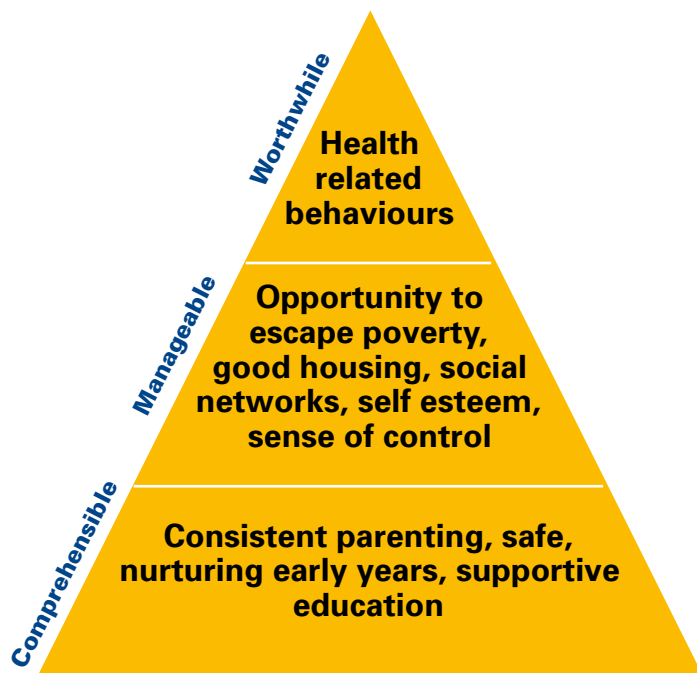 Worthwhile
Health
related
behaviours
Manageable
Opportunity to
escape poverty,
good housing, social
networks, self esteem,
sense of control
Comprehensible
Consistent parenting, safe,
nurturing early years, supportive
education